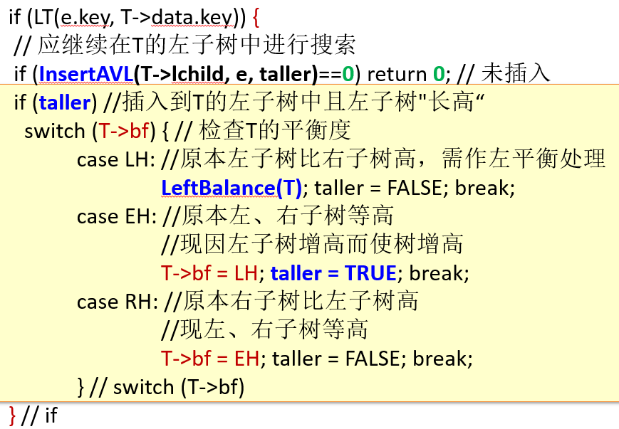 if (LT(e.key, T->data.key)) {
// 应继续在T的左子树中进行搜索
if (InsertAVL(T->lchild, e, taller)==0) return 0; // 未插入
if (taller) //插入到T的左子树中且左子树"长高“
switch (T->bf) { // 检查T的平衡度
case LH: //原本左子树比右子树高，需作左平衡处理
LeftBalance(T); taller = FALSE; break;
case EH: //原本左、右子树等高
//现因左子树增高而使树增高
T->bf = LH; taller = TRUE; break;
case RH: //原本右子树比左子树高
//现左、右子树等高
T->bf = EH; taller = FALSE; break;
} // switch (T->bf)
} // if